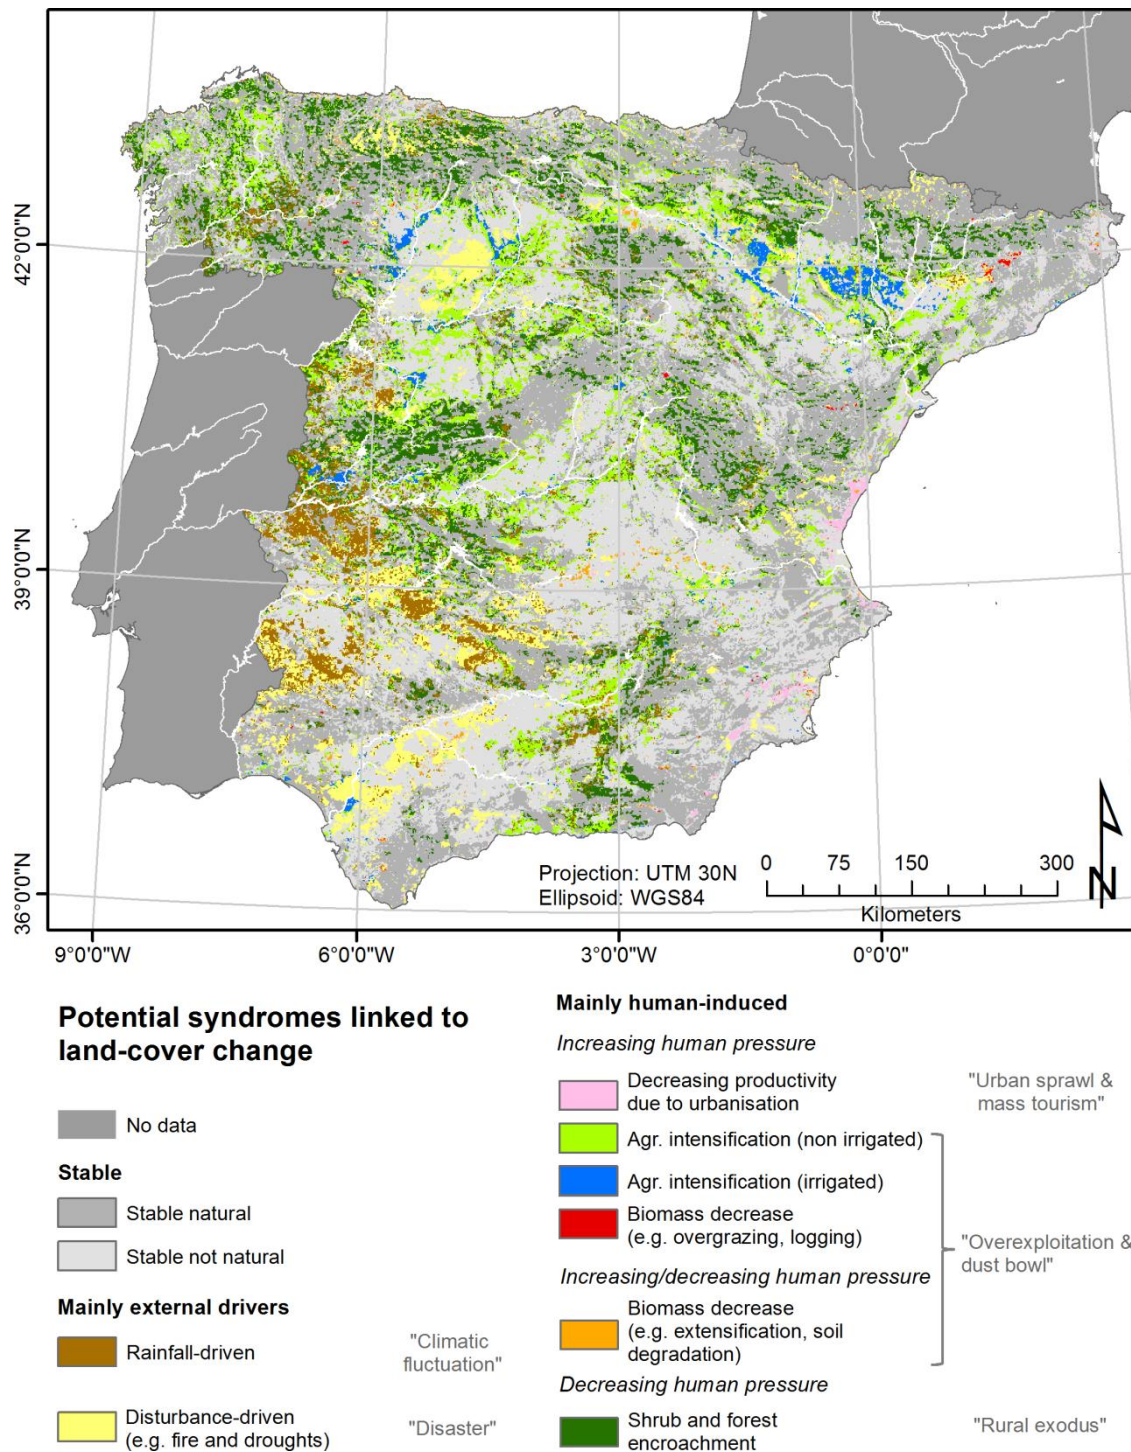 42°0'0"N
39°0'0"N
36°0'0"N
Projection: UTM 30N
Ellipsoid: WGS84
0 75 150 300
Kilometers
N
9°0'0"W 6°0'0"W 3°0'0"W 0°0'0"
Potential syndromes linked to
land-cover change
No data
Stable
Stable natural
Stable not natural
Mainly external drivers
Rainfall-driven
"Climatic
fluctuation"
Disturbance-driven
(e.g. fire and droughts)
"Disaster"
Mainly human-induced
Increasing human pressure
Decreasing productivity
due to urbanisation
"Urban sprawl &
mass tourism"
Agr. intensification (non irrigated)
Agr. intensification (irrigated)
Biomass decrease
(e.g. overgrazing, logging)
"Overexploitation &
dust bowl"
Increasing/decreasing human pressure
Biomass decrease
(e.g. extensification, soil
degradation)
Decreasing human pressure
Shrub and forest
encroachment
"Rural exodus"